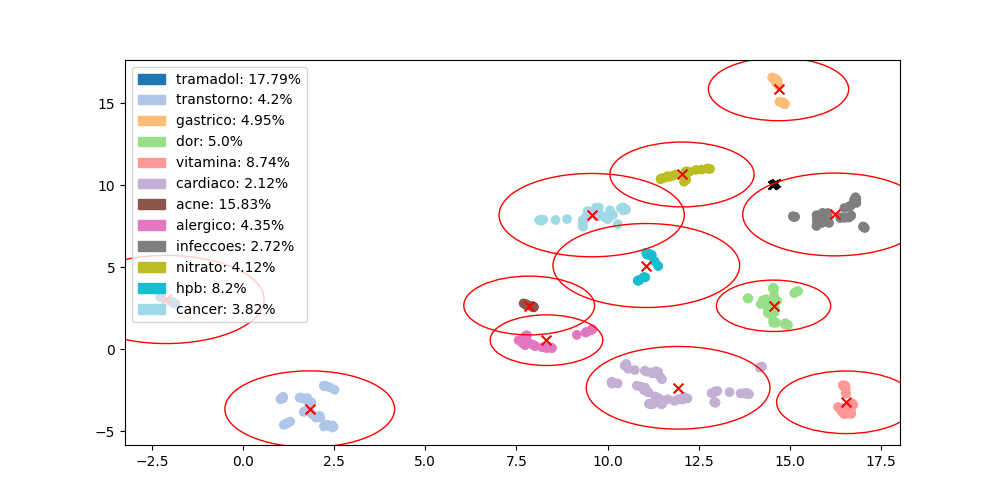 tramadol: 17.79%
transtorno: 4.2%
gastrico: 4.95%
dor: 5.0%
vitamina: 8.74%
cardiaco: 2.12%
acne: 15.83%
alergico: 4.35%
infeccoes: 2.72%
nitrato: 4.12%
hpb: 8.2%
cancer: 3.82%
15
10
5
0
−5
−2.5 0.0 2.5 5.0 7.5 10.0 12.5 15.0 17.5